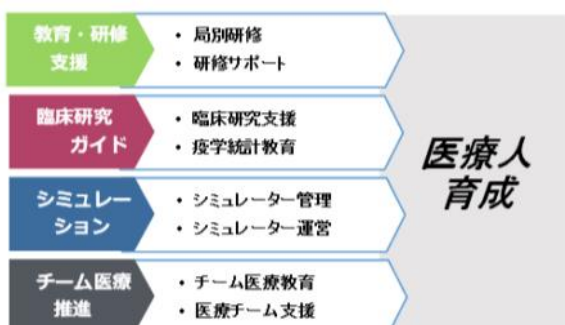 教育・研修
支援
・ 局別研修
・ 研修サポート
臨床研究
ガイド
・ 臨床研究支援
・ 疫学統計教育
シミュレー
ション
・ シミュレーター管理
・ シミュレーター運営
チーム医療
推進
・ チーム医療教育
・ 医療チーム支援
医療人
育成